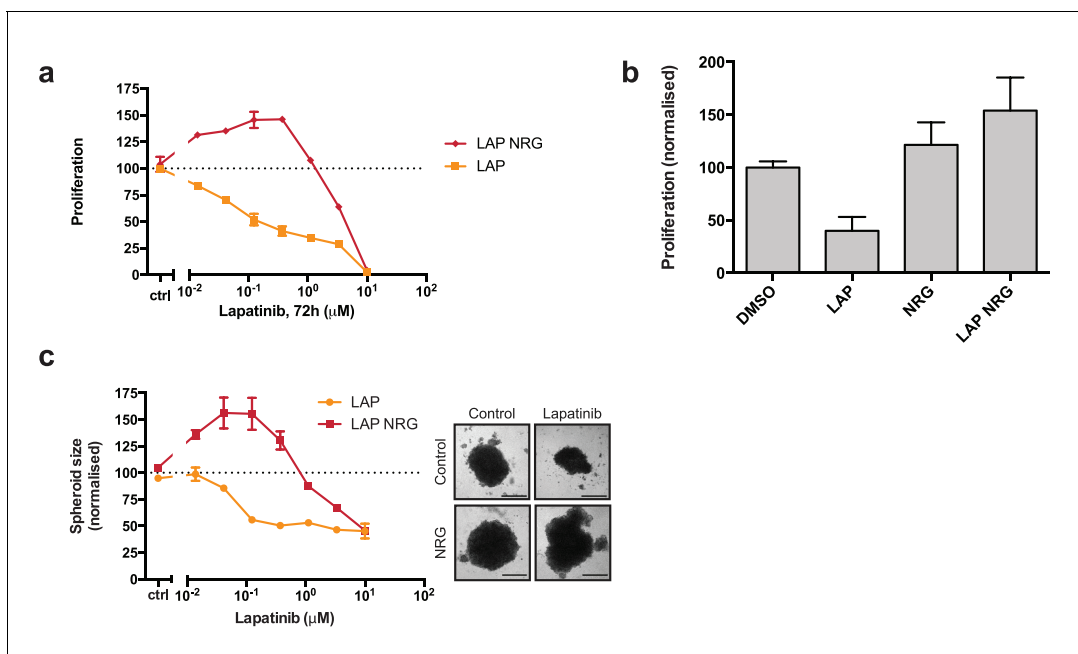 a
175
150
125
100
75
50
25
0
Proliferation
ctrl 10-2 10-1 100 101 102
Lapatinib, 72h (μM)
LAP NRG
LAP
b
200
150
100
50
0
Proliferation (normalised)
DMSO
LAP
NRG
LAP NRG
c
175
150
125
100
75
50
25
0
Spheroid size
(normalised)
ctrl 10-2 10-1 100 101 102
Lapatinib (μM)
LAP
LAP NRG
Control Lapatinib
Control
NRG